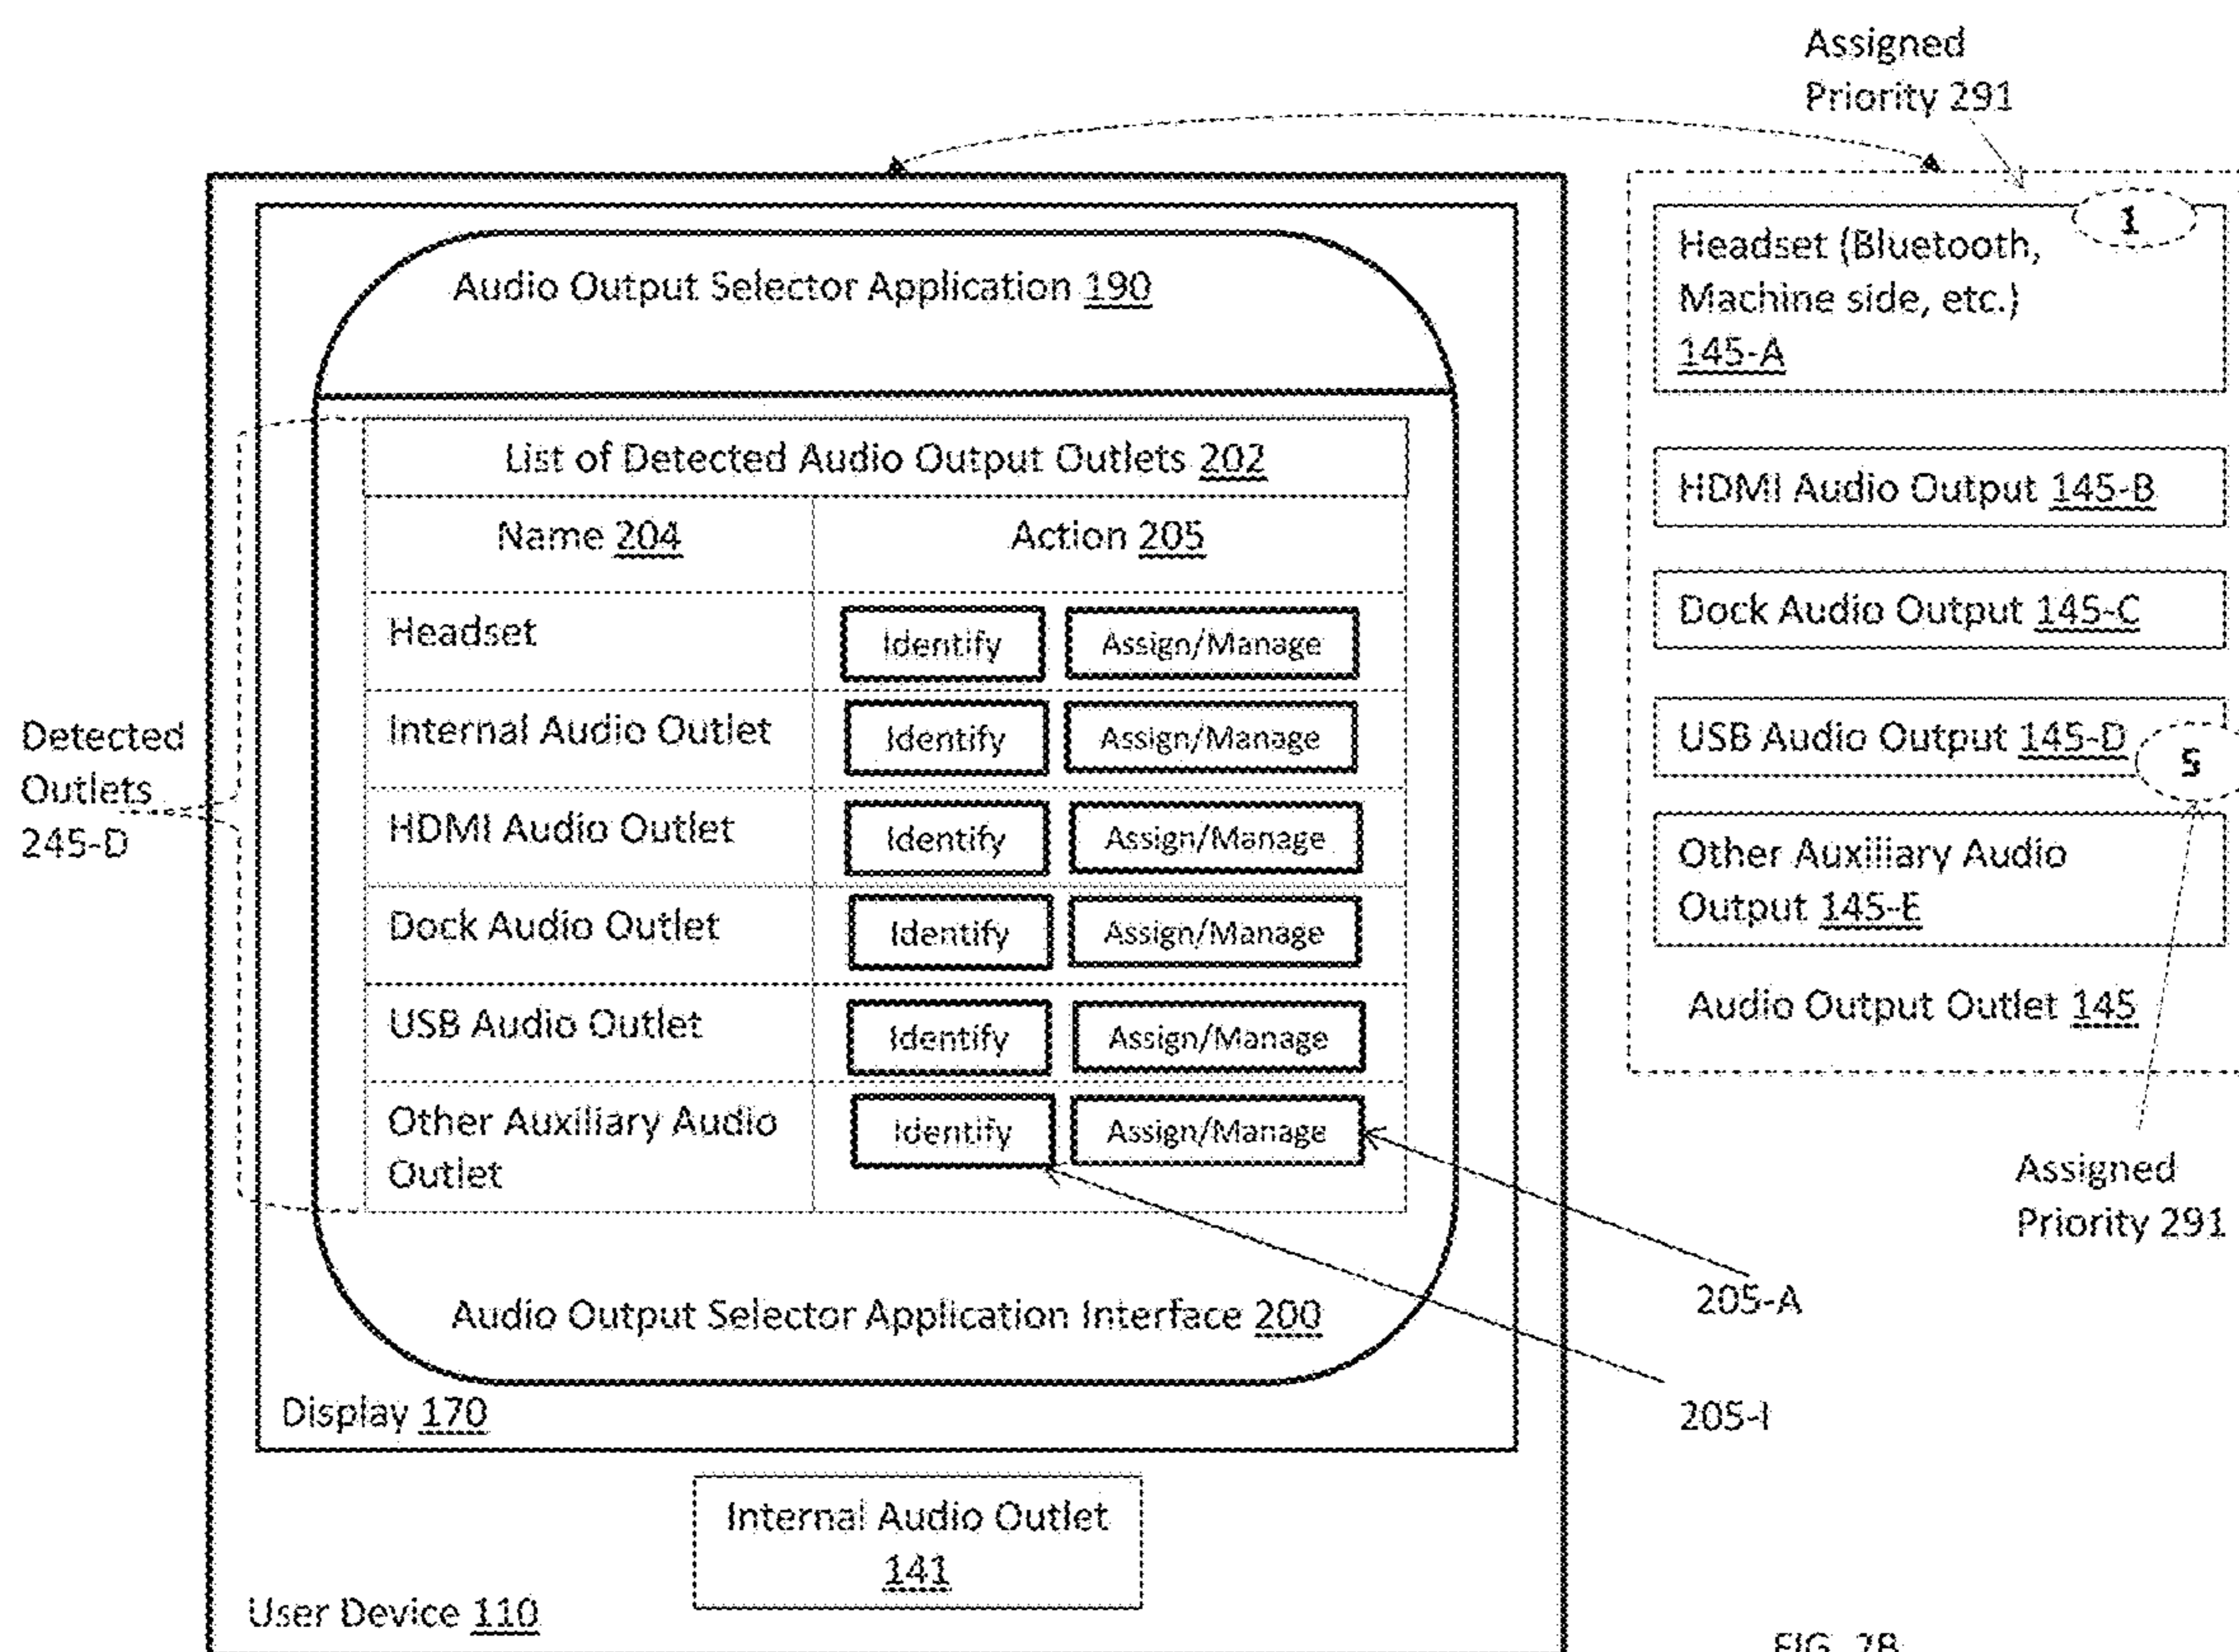 Assigned
Priority 291
Audio Output Selector Application 190
List of Detected Audio Output Outlets 202
Name 204
Action 205
Headset
Identify
Assign/Manage
Internal Audio Outlet
Identify
Assign/Manage
HDMI Audio Outlet
Identify
Assign/Manage
Dock Audio Outlet
Identify
Assign/Manage
USB Audio Outlet
Identify
Assign/Manage
Other Auxiliary Audio
Outlet
Identify
Assign/Manage
Audio Output Selector Application Interface 200
Display 170
Internal Audio Outlet
141
User Device 110
Detected
Outlets
245-D
1
Headset (Bluetooth,
Machine side, etc.)
145-A
HDMI Audio Output 145-B
Dock Audio Output 145-C
USB Audio Output 145-D
5
Other Auxiliary Audio
Output 145-E
Audio Output Outlet 145
Assigned
Priority 291
205-A
205-I